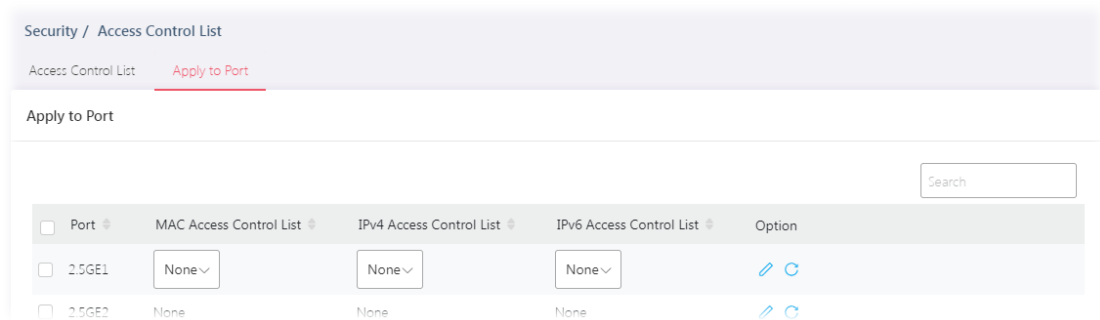 Security / Access Control List
Access Control List Apply to Port
Apply to Port
Search
Port MAC Access Control List IPv4 Access Control List IPv6 Access Control List Option
2.5GE1 None None None
2.5GE2 None None None